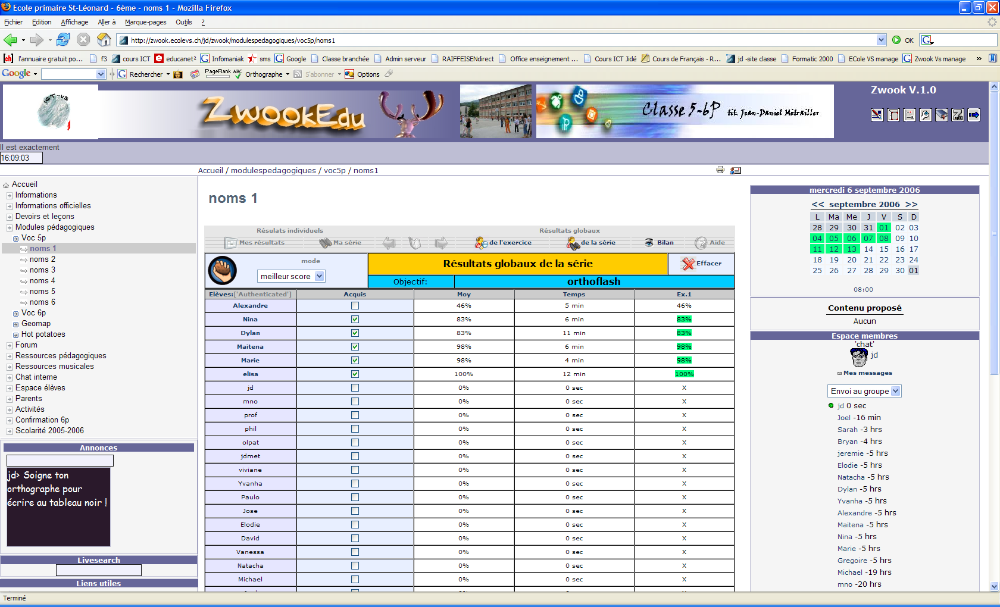 Ecole primaire St-Léonard - 6ème - noms 1 - Mozilla Firefox
Fichier Edition Affichage Aller à Marque-pages Outils ?
http://zwook.ecolevs.ch/jd/zwook/modulespedagogiques/voc5p/noms1 OK
l'annuaire gratuit po... f3 cours ICT educanet² Infomaniak sms Google Classe branchée Admin serveur RAIFFEISENdirect Office enseignement ... Cours ICT Jidé Cours de Français - R... jd -site classe Formatic 2000 ECole VS manage Zwook Vs manage »
Google Rechercher PageRank ABC Orthographe S'abonner Options
ZwookEdu
Classe 5-6P tit. Jean-Daniel Métrailler
Zwook V.1.0
Il est exactement
16:09:03
Accueil / modulespedagogiques / voc5p / noms1
Accueil
Informations
Informations officielles
Devoirs et leçons
Modules pédagogiques
Voc 5p
noms 1
noms 2
noms 3
noms 4
noms 5
noms 6
Voc 6p
Geomap
Hot potatoes
Forum
Ressources pédagogiques
Ressources musicales
Chat interne
Espace élèves
Parents
Activités
Confirmation 6p
Scolarité 2005-2006
Annonces
jd> Soigne ton
orthographe pour
écrire au tableau noir !
Livesearch
Liens utiles
noms 1
Résulats individuels Résultats globaux
Mes résultats Ma série de l'exercice de la série Bilan Aide
mode
meilleur score
Résultats globaux de la série
Effacer
Objectif: orthoflash
Elèves:['Authenticated'] Acquis Moy Temps Ex.1
Alexandre 46% 5 min 46%
Nina 83% 6 min 83%
Dylan 83% 11 min 83%
Maitena 98% 6 min 98%
Marie 98% 4 min 98%
elisa 100% 12 min 100%
jd 0% 0 sec X
mno 0% 0 sec X
prof 0% 0 sec X
phil 0% 0 sec X
olpat 0% 0 sec X
jdmet 0% 0 sec X
viviane 0% 0 sec X
Yvanha 0% 0 sec X
Paulo 0% 0 sec X
Jose 0% 0 sec X
Elodie 0% 0 sec X
David 0% 0 sec X
Vanessa 0% 0 sec X
Natacha 0% 0 sec X
Michael 0% 0 sec X
mercredi 6 septembre 2006
<< septembre 2006 >>
L Ma Me J V S D
28 29 30 31 01 02 03
04 05 06 07 08 09 10
11 12 13 14 15 16 17
18 19 20 21 22 23 24
25 26 27 28 29 30 01
08:00
Contenu proposé
Aucun
Espace membres
'chat'
jd
Mes messages
Envoi au groupe
jd 0 sec
Joel -16 min
Sarah -3 hrs
Bryan -4 hrs
jeremie -5 hrs
Elodie -5 hrs
Natacha -5 hrs
Dylan -5 hrs
Yvanha -5 hrs
Alexandre -5 hrs
Maitena -5 hrs
Nina -5 hrs
Marie -5 hrs
Gregoire -5 hrs
Michael -19 hrs
mno -20 hrs
Terminé